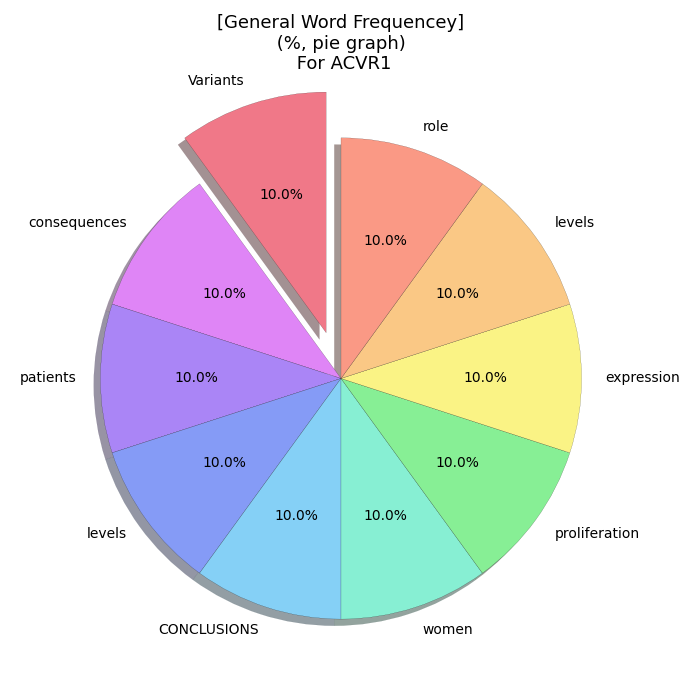 [General Word Frequencey]
(%, pie graph)
For ACVR1
Variants
role
10.0%
consequences
levels
10.0%
10.0%
10.0%
patients
10.0%
10.0%
expression
10.0%
10.0%
levels
10.0%
10.0%
proliferation
CONCLUSIONS
women